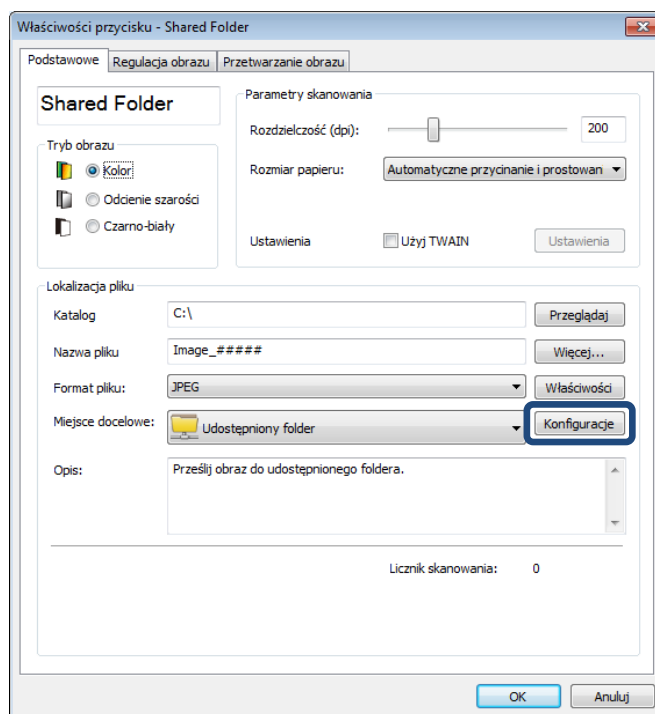 Właściwości przycisku - Shared Folder
Podstawowe Regulacja obrazu Przetwarzanie obrazu
Shared Folder
Tryb obrazu
Kolor
Odcienie szarości
Czarno-biały
Parametry skanowania
Rozdzielczość (dpi): 200
Rozmiar papieru: Automatyczne przycinanie i prostowan
Ustawienia Użyj TWAIN Ustawienia
Lokalizacja pliku
Katalog C:\ Przeglądaj
Nazwa pliku Image_##### Więcej...
Format pliku: JPEG Właściwości
Miejsce docelowe: Udostępniony folder Konfiguracje
Opis: Prześlij obraz do udostępnionego foldera.
Licznik skanowania: 0
OK Anuluj